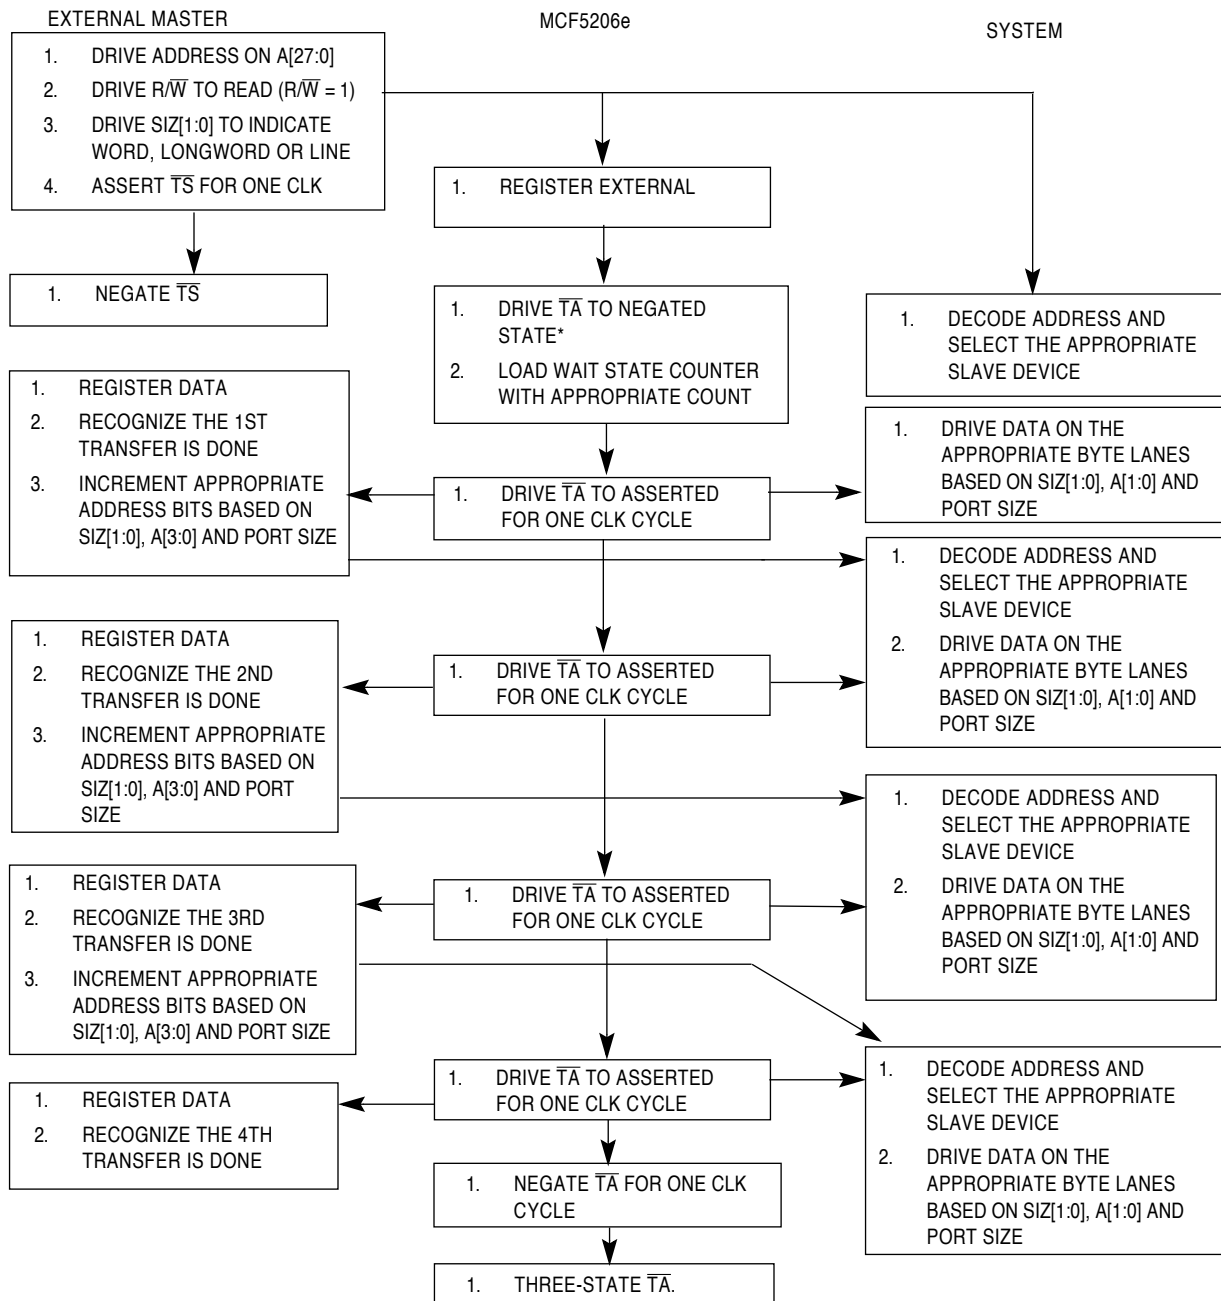 EXTERNAL MASTER
MCF5206e
SYSTEM
1. DRIVE ADDRESS ON A[27:0]
2. DRIVE R/W̅ TO READ (R/W̅ = 1)
3. DRIVE SIZ[1:0] TO INDICATE
WORD, LONGWORD OR LINE
4. ASSERT T̅S̅ FOR ONE CLK
1. REGISTER EXTERNAL
1. NEGATE T̅S̅
1. DRIVE T̅A̅ TO NEGATED
STATE*
2. LOAD WAIT STATE COUNTER
WITH APPROPRIATE COUNT
1. DECODE ADDRESS AND
SELECT THE APPROPRIATE
SLAVE DEVICE
1. REGISTER DATA
2. RECOGNIZE THE 1ST
TRANSFER IS DONE
3. INCREMENT APPROPRIATE
ADDRESS BITS BASED ON
SIZ[1:0], A[3:0] AND PORT SIZE
1. DRIVE T̅A̅ TO ASSERTED
FOR ONE CLK CYCLE
1. DRIVE DATA ON THE
APPROPRIATE BYTE LANES
BASED ON SIZ[1:0], A[1:0] AND
PORT SIZE
1. DECODE ADDRESS AND
SELECT THE APPROPRIATE
SLAVE DEVICE
2. DRIVE DATA ON THE
APPROPRIATE BYTE LANES
BASED ON SIZ[1:0], A[1:0] AND
PORT SIZE
1. REGISTER DATA
2. RECOGNIZE THE 2ND
TRANSFER IS DONE
3. INCREMENT APPROPRIATE
ADDRESS BITS BASED ON
SIZ[1:0], A[3:0] AND PORT
SIZE
1. DRIVE T̅A̅ TO ASSERTED
FOR ONE CLK CYCLE
1. DECODE ADDRESS AND
SELECT THE APPROPRIATE
SLAVE DEVICE
2. DRIVE DATA ON THE
APPROPRIATE BYTE LANES
BASED ON SIZ[1:0], A[1:0] AND
PORT SIZE
1. REGISTER DATA
2. RECOGNIZE THE 3RD
TRANSFER IS DONE
3. INCREMENT APPROPRIATE
ADDRESS BITS BASED ON
SIZ[1:0], A[3:0] AND PORT SIZE
1. DRIVE T̅A̅ TO ASSERTED
FOR ONE CLK CYCLE
1. DRIVE T̅A̅ TO ASSERTED
FOR ONE CLK CYCLE
1. DECODE ADDRESS AND
SELECT THE APPROPRIATE
SLAVE DEVICE
2. DRIVE DATA ON THE
APPROPRIATE BYTE LANES
BASED ON SIZ[1:0], A[1:0] AND
PORT SIZE
1. REGISTER DATA
2. RECOGNIZE THE 4TH
TRANSFER IS DONE
1. NEGATE T̅A̅ FOR ONE CLK
CYCLE
1. THREE-STATE T̅A̅.